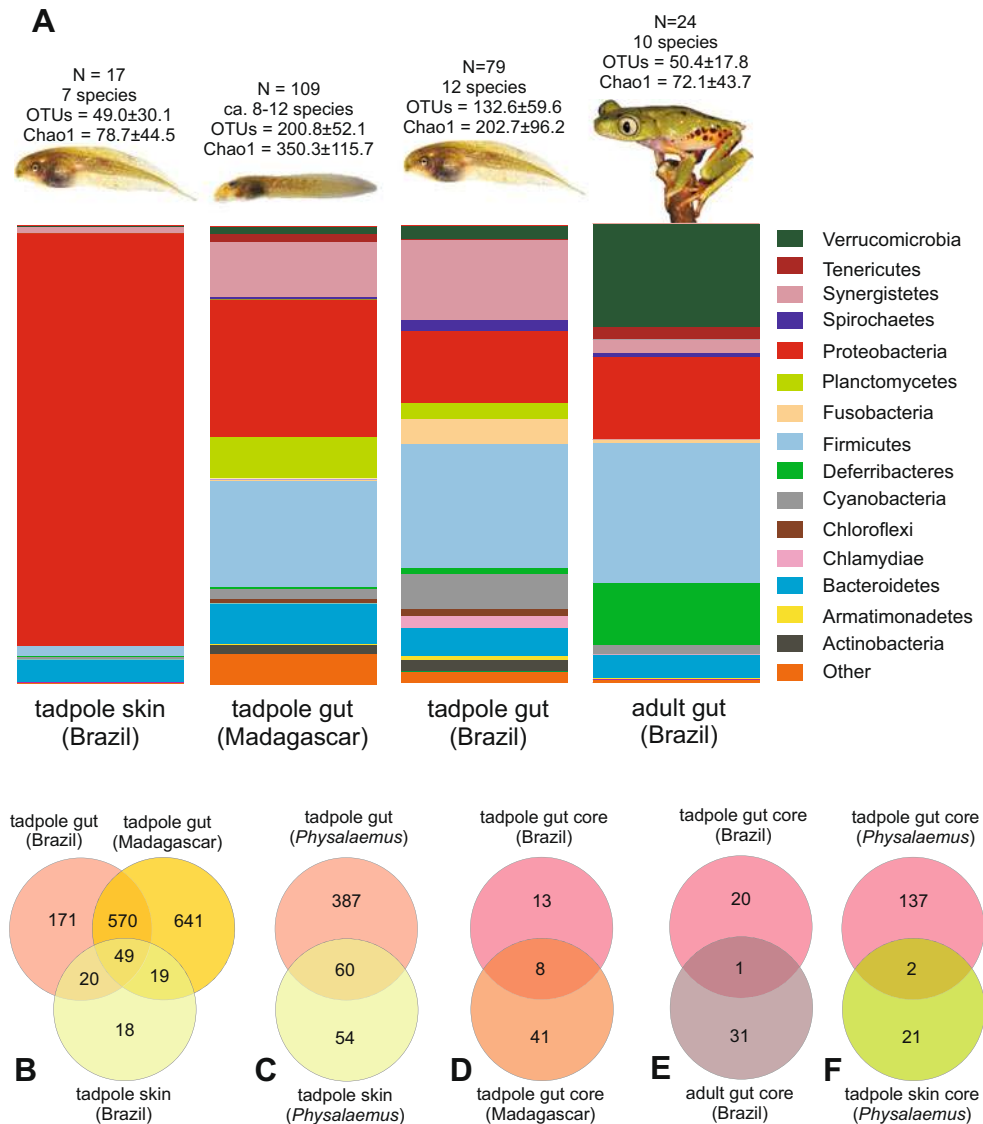 A
N = 17
7 species
OTUs = 49.0±30.1
Chao1 = 78.7±44.5
N = 109
ca. 8-12 species
OTUs = 200.8±52.1
Chao1 = 350.3±115.7
N=79
12 species
OTUs = 132.6±59.6
Chao1 = 202.7±96.2
N=24
10 species
OTUs = 50.4±17.8
Chao1 = 72.1±43.7
Verrucomicrobia
Tenericutes
Synergistetes
Spirochaetes
Proteobacteria
Planctomycetes
Fusobacteria
Firmicutes
Deferribacteres
Cyanobacteria
Chloroflexi
Chlamydiae
Bacteroidetes
Armatimonadetes
Actinobacteria
Other
tadpole skin
(Brazil)
tadpole gut
(Madagascar)
tadpole gut
(Brazil)
adult gut
(Brazil)
tadpole gut
(Brazil)
tadpole gut
(Madagascar)
171
570
641
49
20
19
18
B
tadpole skin
(Brazil)
tadpole gut
(Physalaemus)
387
60
54
C
tadpole skin
(Physalaemus)
tadpole gut core
(Brazil)
13
8
41
D
tadpole gut core
(Madagascar)
tadpole gut core
(Brazil)
20
1
31
E
adult gut core
(Brazil)
tadpole gut core
(Physalaemus)
137
2
21
F
tadpole skin core
(Physalaemus)